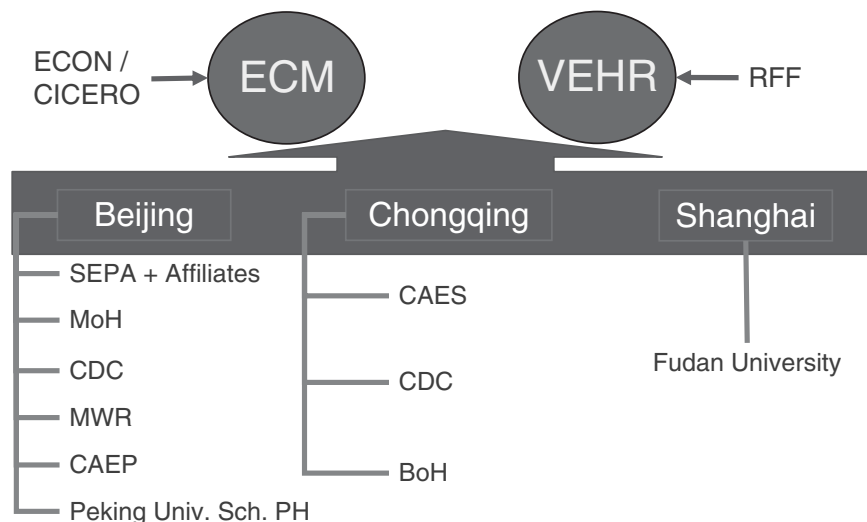 ECON /
CICERO
ECM
VEHR
RFF
Beijing
Chongqing
Shanghai
SEPA + Affiliates
MoH
CDC
MWR
CAEP
Peking Univ. Sch. PH
CAES
CDC
BoH
Fudan University